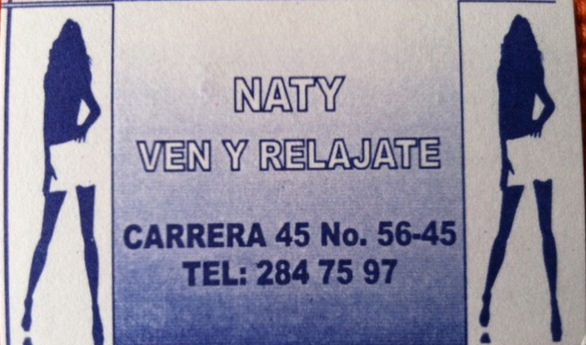 NATY
VEN Y RELAJATE
CARRERA 45 No. 56-45
TEL: 284 75 97